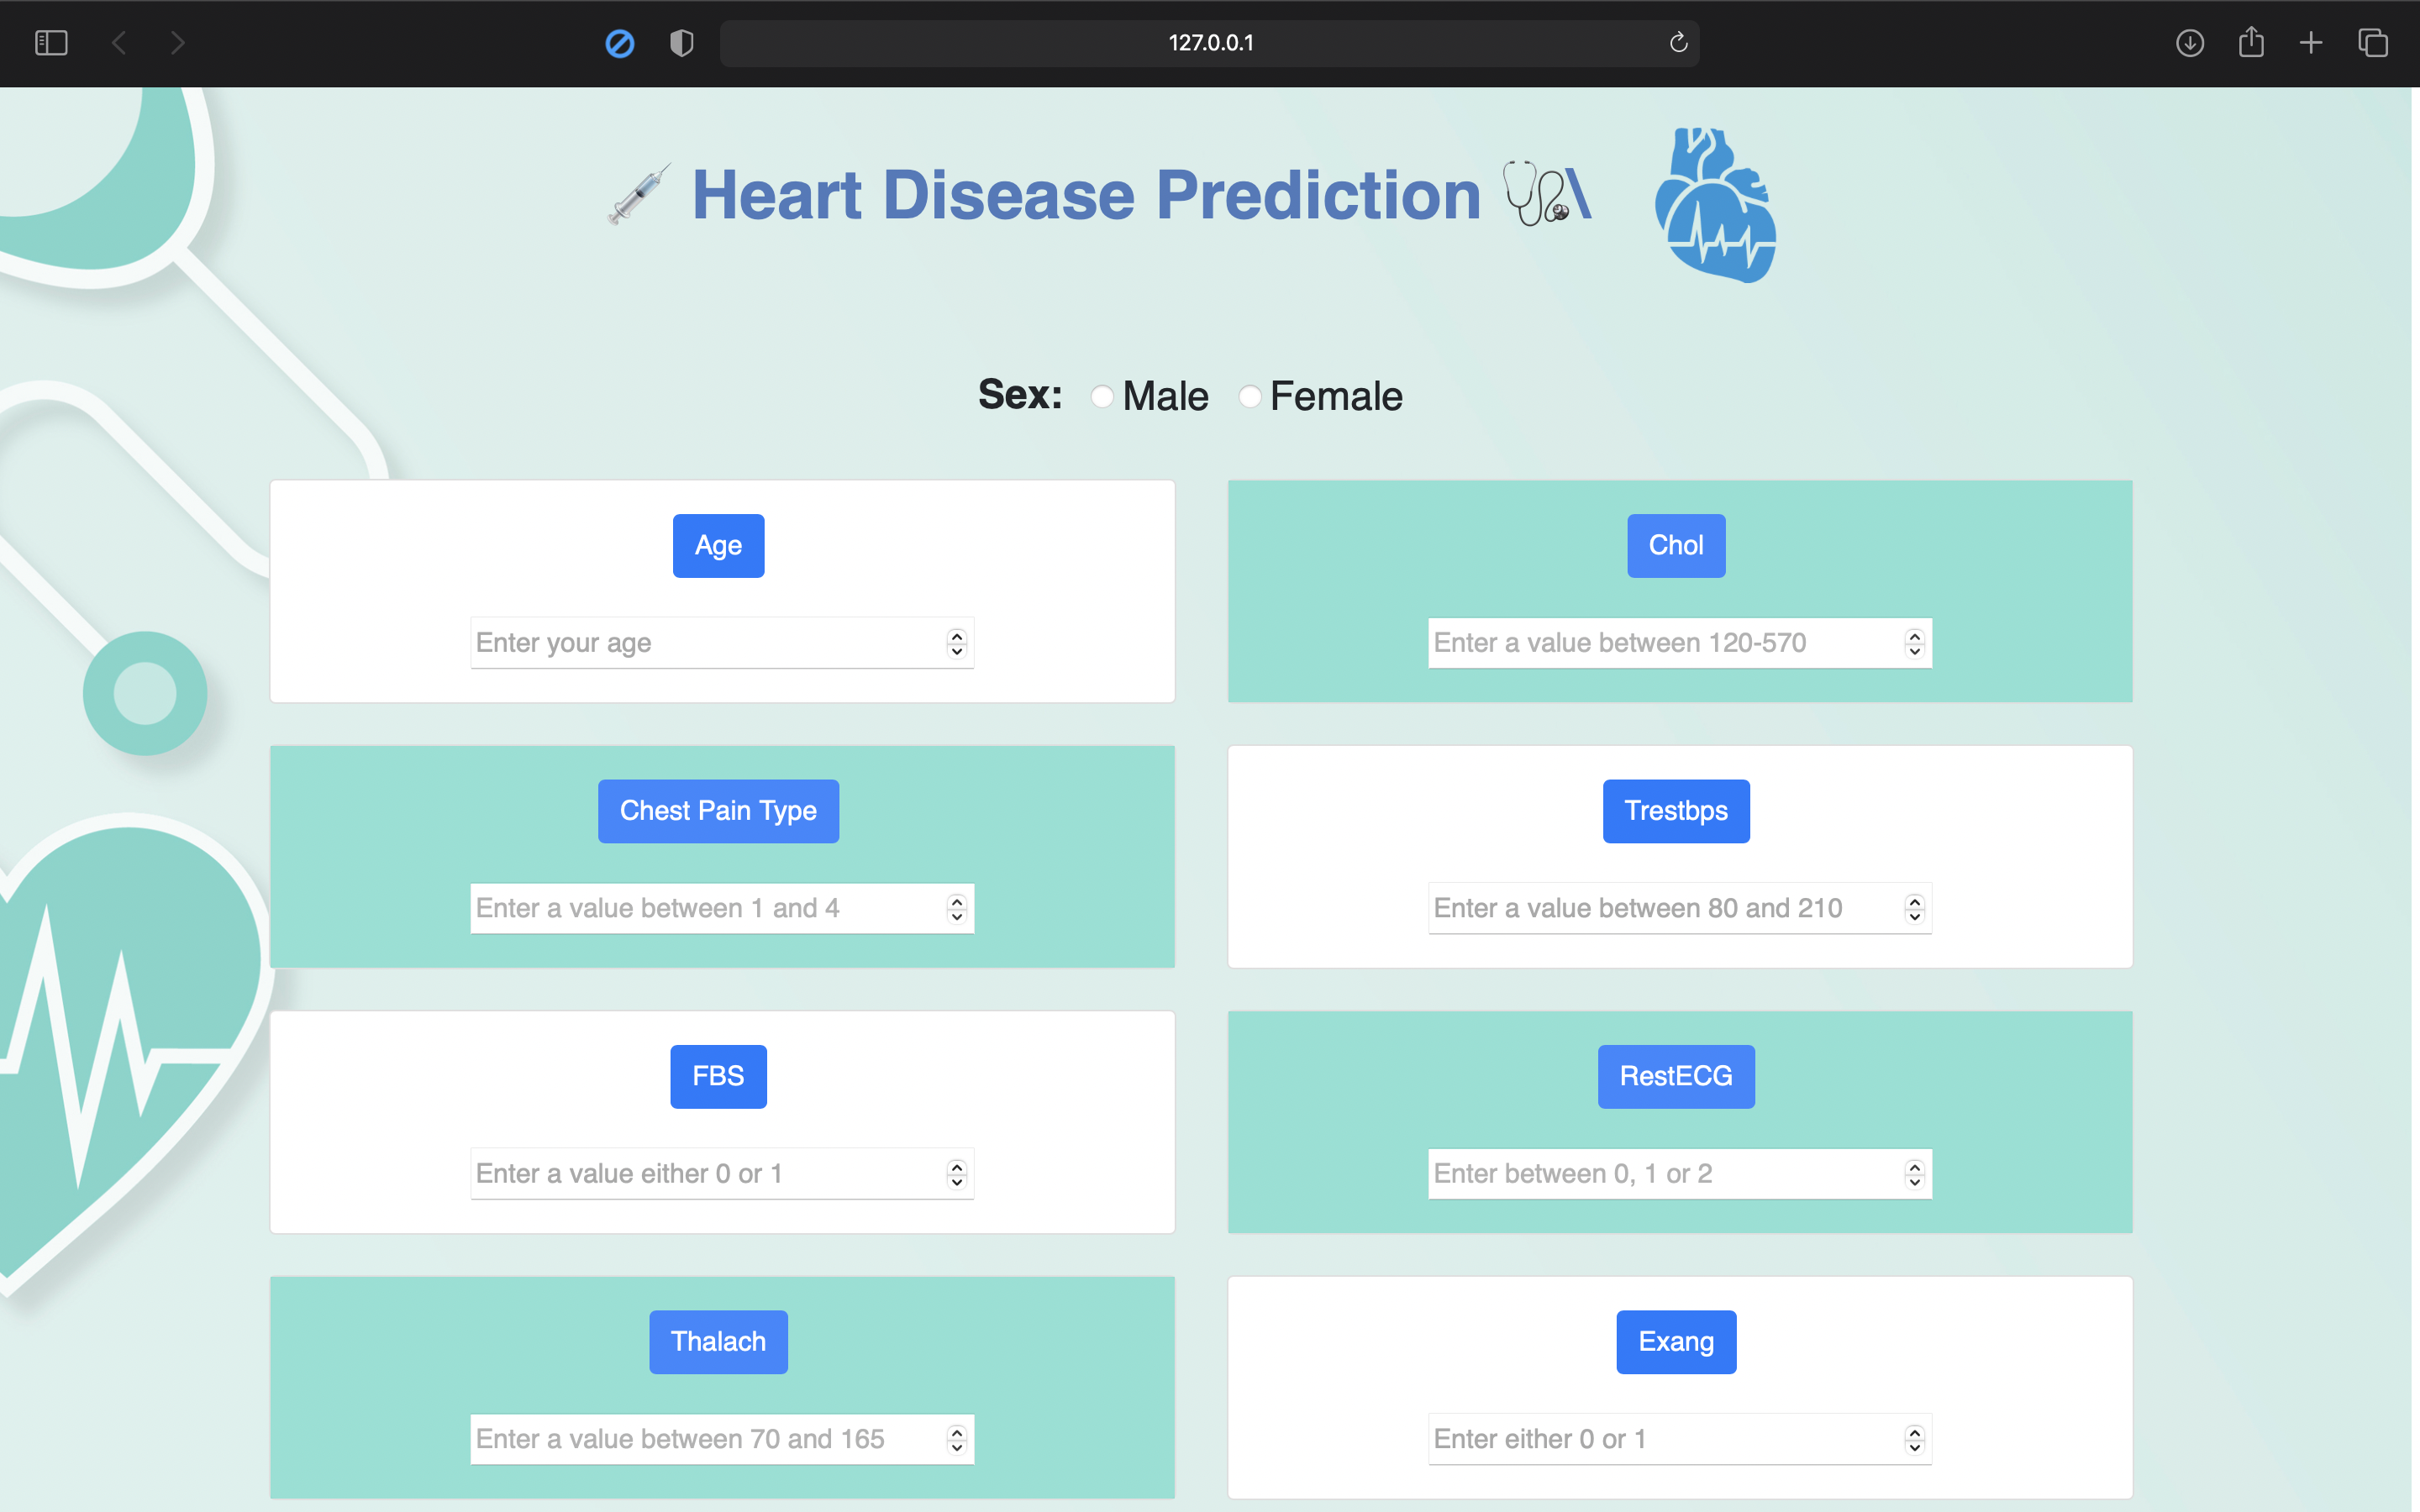 127.0.0.1
Heart Disease Prediction \
Sex: Male Female
Age
Enter your age
Chol
Enter a value between 120-570
Chest Pain Type
Enter a value between 1 and 4
Trestbps
Enter a value between 80 and 210
FBS
Enter a value either 0 or 1
RestECG
Enter between 0, 1 or 2
Thalach
Enter a value between 70 and 165
Exang
Enter either 0 or 1